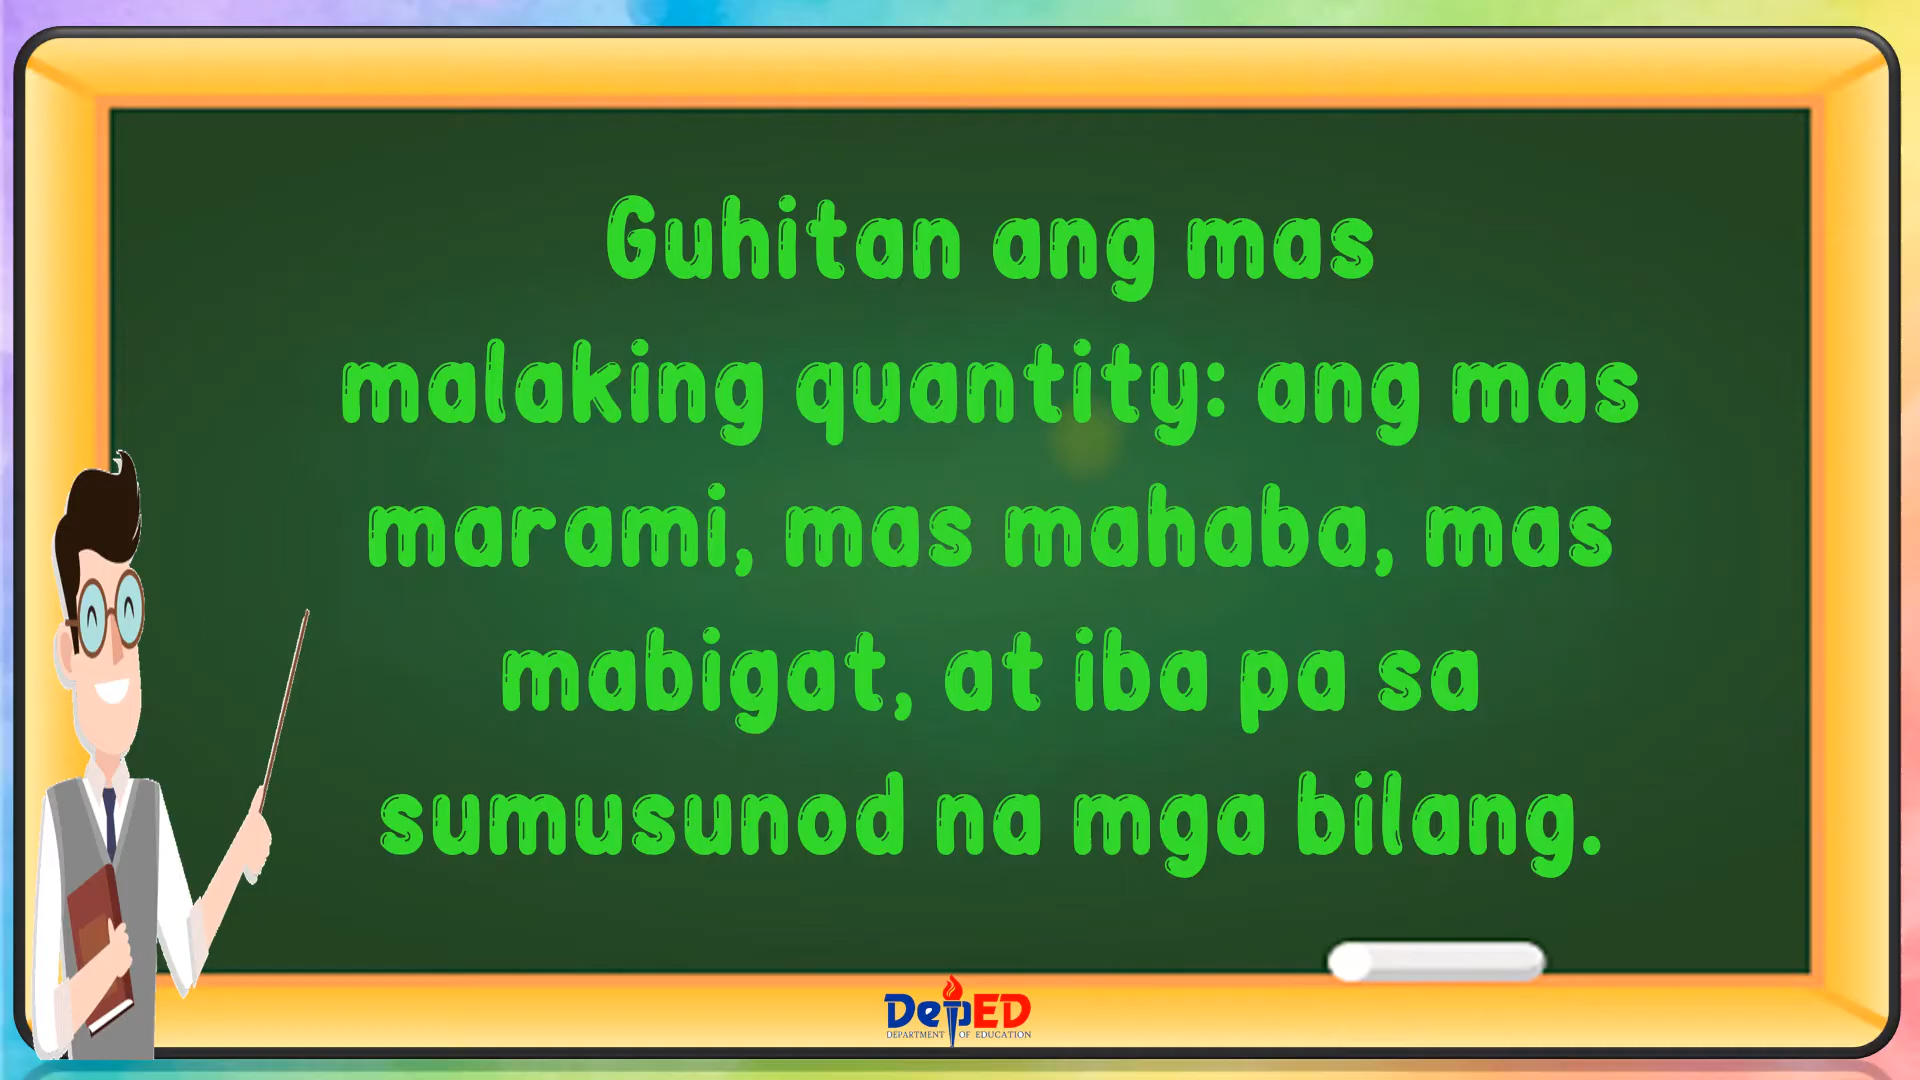 Guhitan ang mas
malaking quantity: ang mas
marami, mas mahaba, mas
mabigat, at iba pa sa
sumusunod na mga bilang.
DepED
DEPARTMENT OF EDUCATION